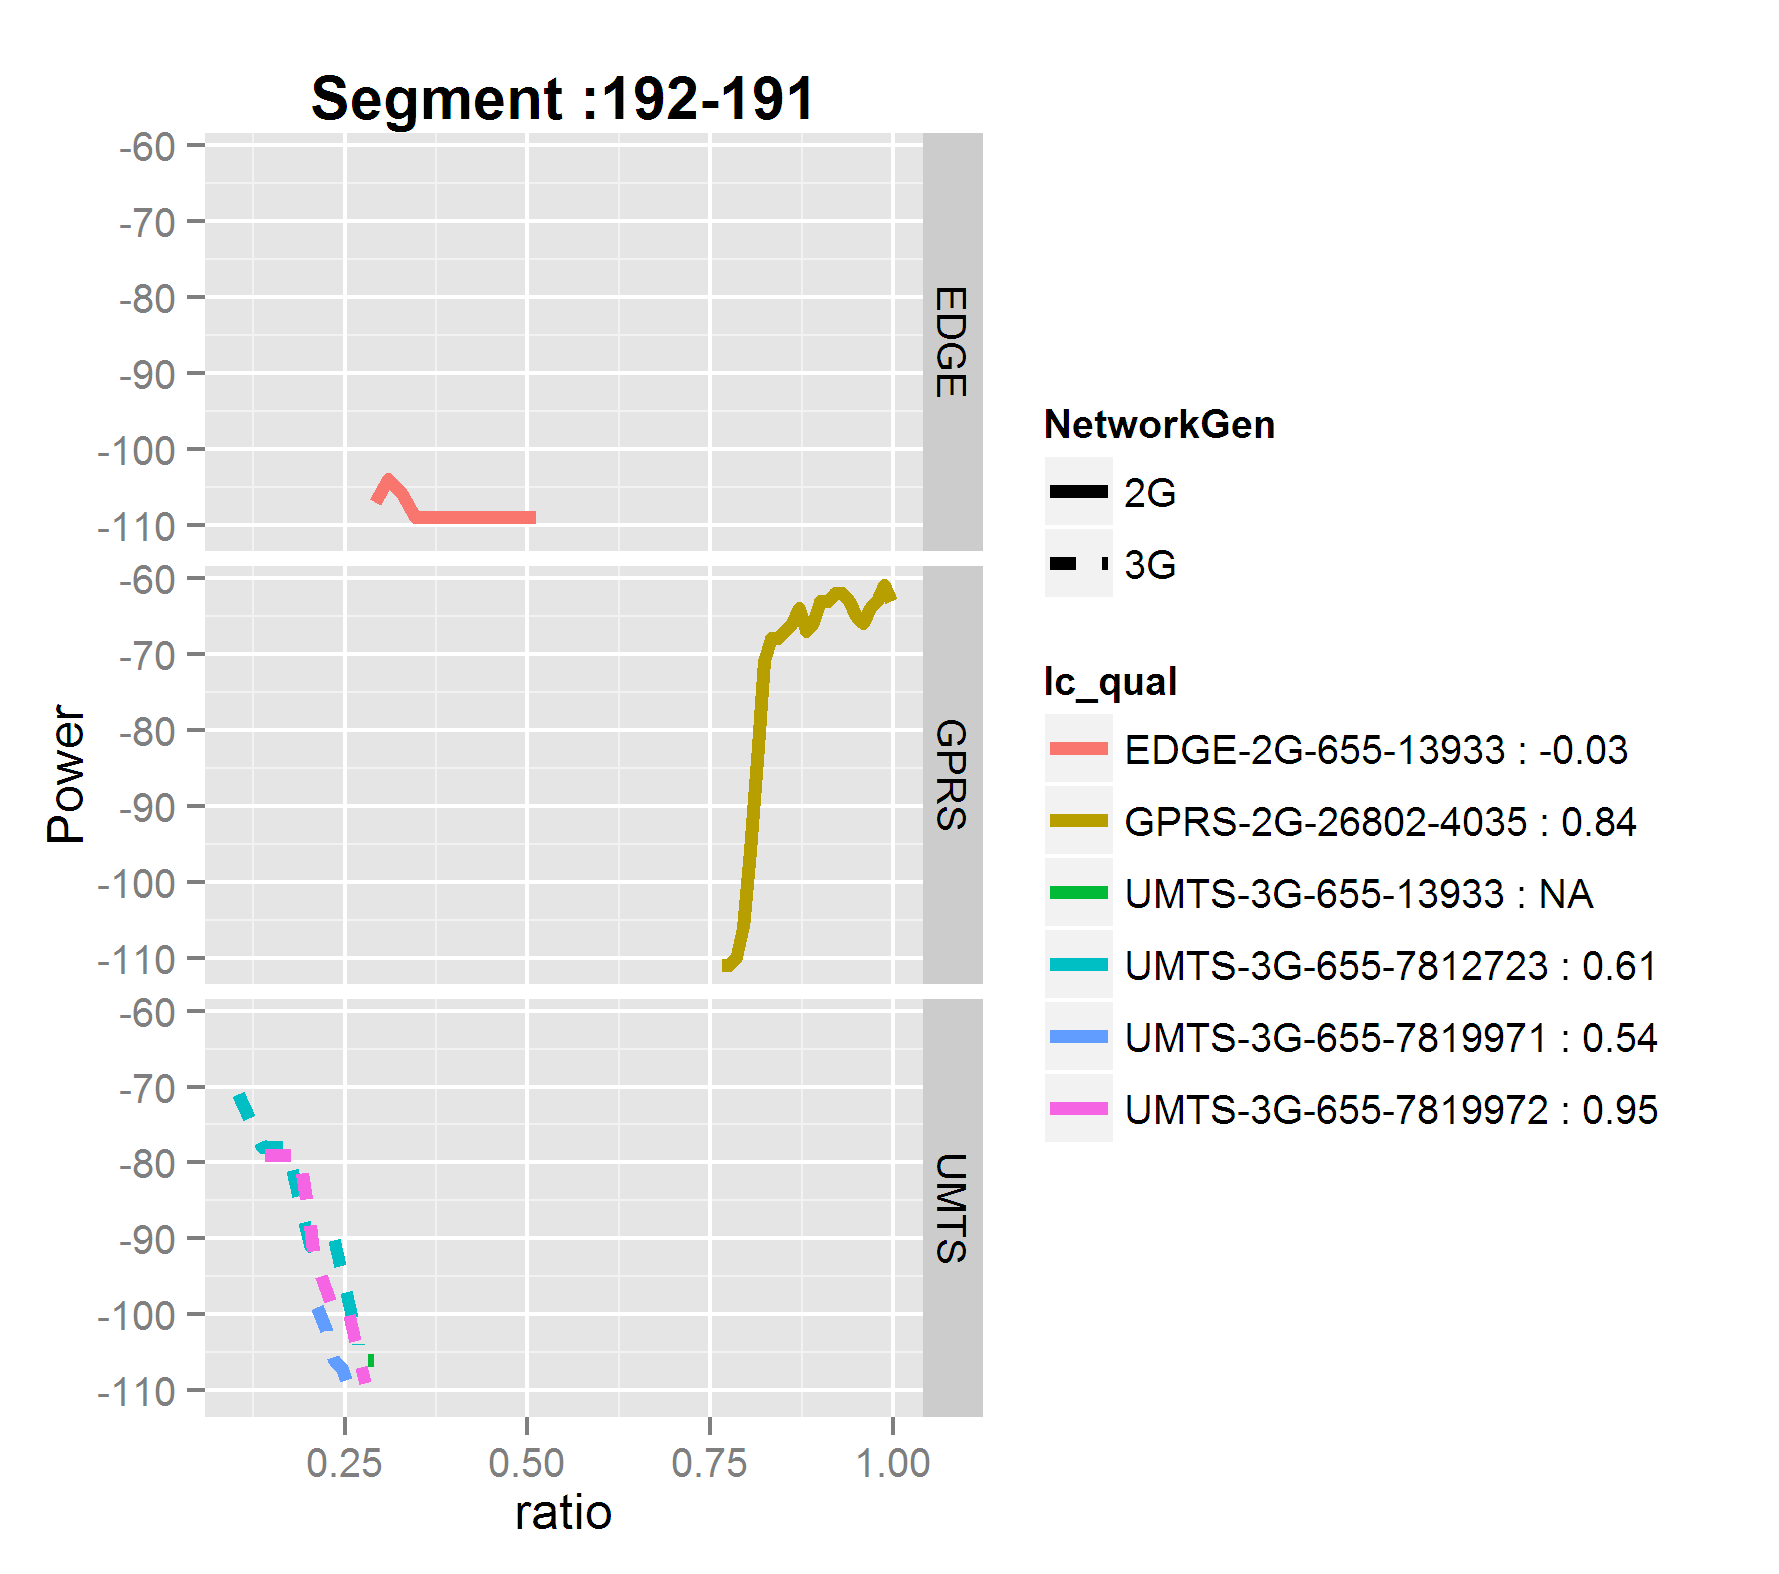 Segment :192-191
-60
-70
-80
-90
-100
-110
EDGE
-60
-70
-80
-90
-100
-110
GPRS
-60
-70
-80
-90
-100
-110
UMTS
Power
0.25 0.50 0.75 1.00
ratio
NetworkGen
2G
3G
lc_qual
EDGE-2G-655-13933 : -0.03
GPRS-2G-26802-4035 : 0.84
UMTS-3G-655-13933 : NA
UMTS-3G-655-7812723 : 0.61
UMTS-3G-655-7819971 : 0.54
UMTS-3G-655-7819972 : 0.95